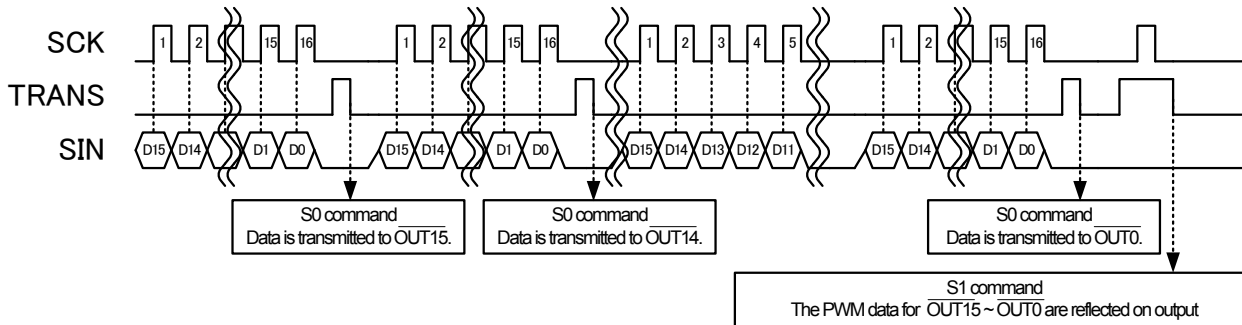 SCK 1 2 15 16 1 2 15 16 1 2 3 4 5 1 2 15 16
TRANS
SIN D15 D14 D1 D0 D15 D14 D1 D0 D15 D14 D13 D12 D11 D15 D14 D1 D0
S0 command
Data is transmitted to OUT15.
S0 command
Data is transmitted to OUT14.
S0 command
Data is transmitted to OUT0.
S1 command
The PWM data for OUT15 ~ OUT0 are reflected on output